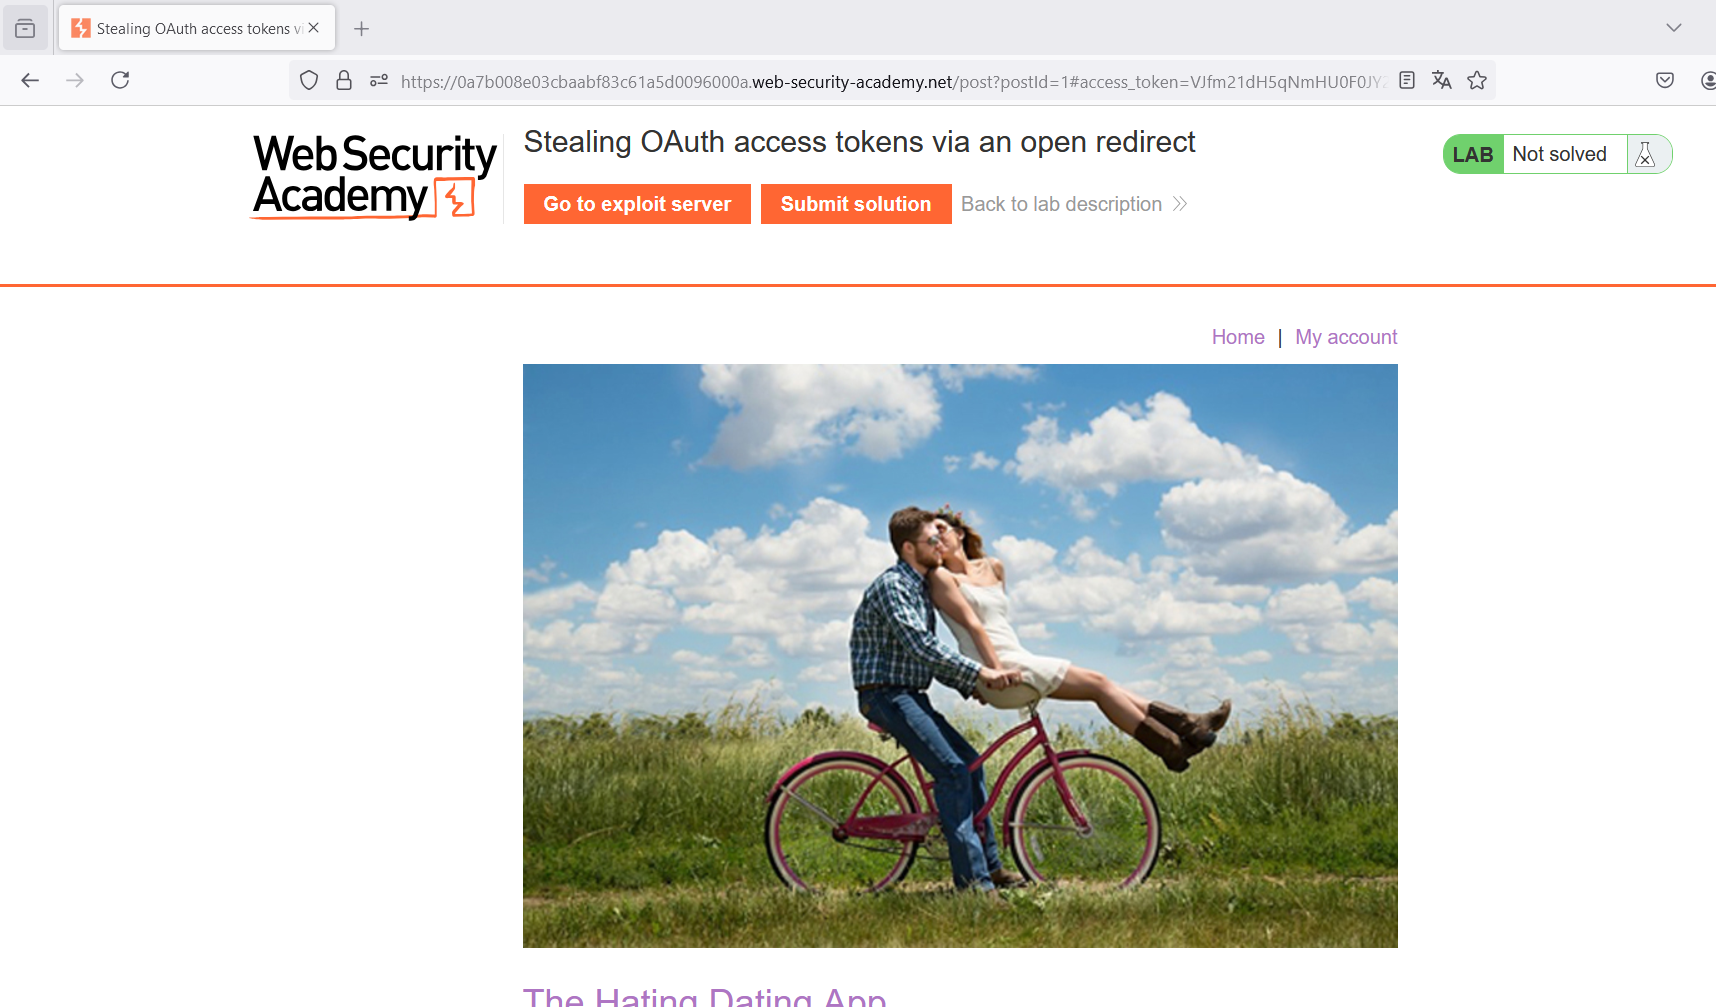 Stealing OAuth access tokens vi
https://0a7b008e03cbaabf83c61a5d0096000a.web-security-academy.net/post?postId=1#access_token=VJfm21dH5qNmHU0F0JY
Web Security
Academy
Stealing OAuth access tokens via an open redirect
Go to exploit server
Submit solution
Back to lab description
LAB
Not solved
Home | My account
The Hating Dating App